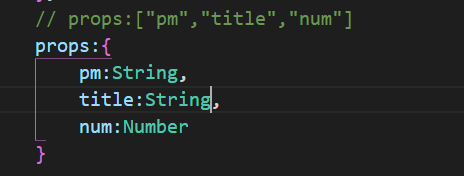 // props:["pm","title","num"]
props:{
pm:String,
title:String,
num:Number
}